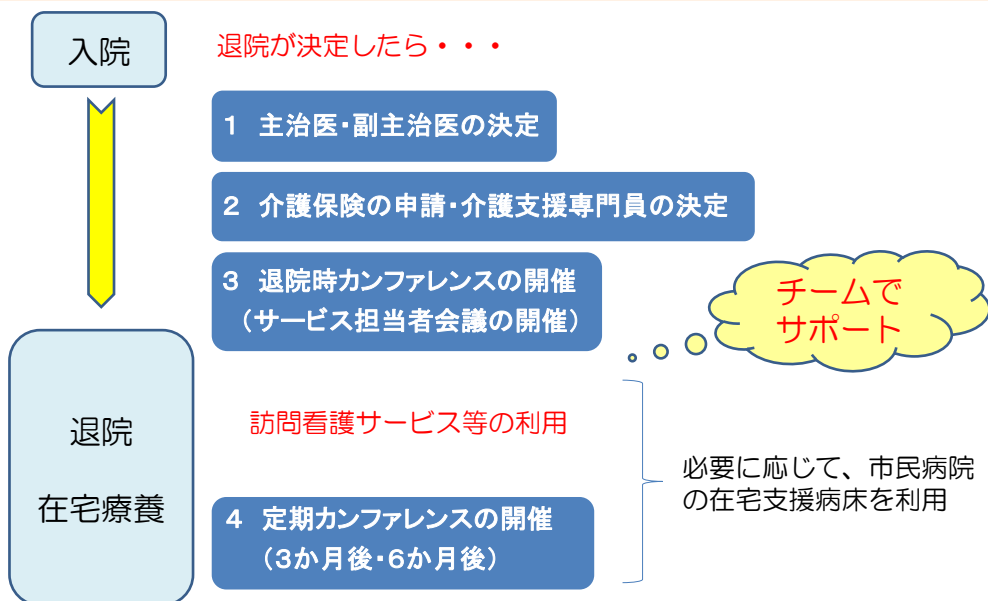 入院
退院が決定したら・・・
１ 主治医・副主治医の決定
２ 介護保険の申請・介護支援専門員の決定
３ 退院時カンファレンスの開催
（サービス担当者会議の開催）
チームで
サポート
退院
在宅療養
訪問看護サービス等の利用
必要に応じて、市民病院
の在宅支援病床を利用
４ 定期カンファレンスの開催
（３か月後・６か月後）